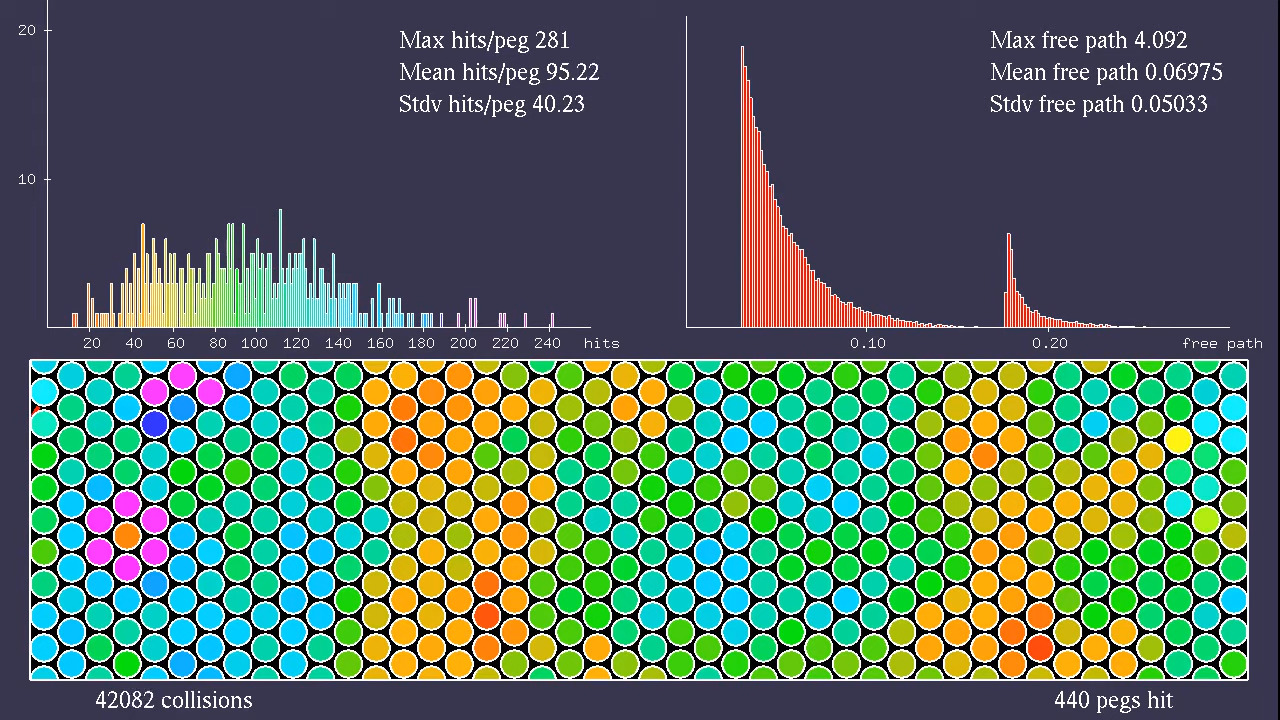 20
10
Max hits/peg 281
Mean hits/peg 95.22
Stdv hits/peg 40.23
20 40 60 80 100 120 140 160 180 200 220 240 hits
Max free path 4.092
Mean free path 0.06975
Stdv free path 0.05033
0.10 0.20 free path
42082 collisions
440 pegs hit